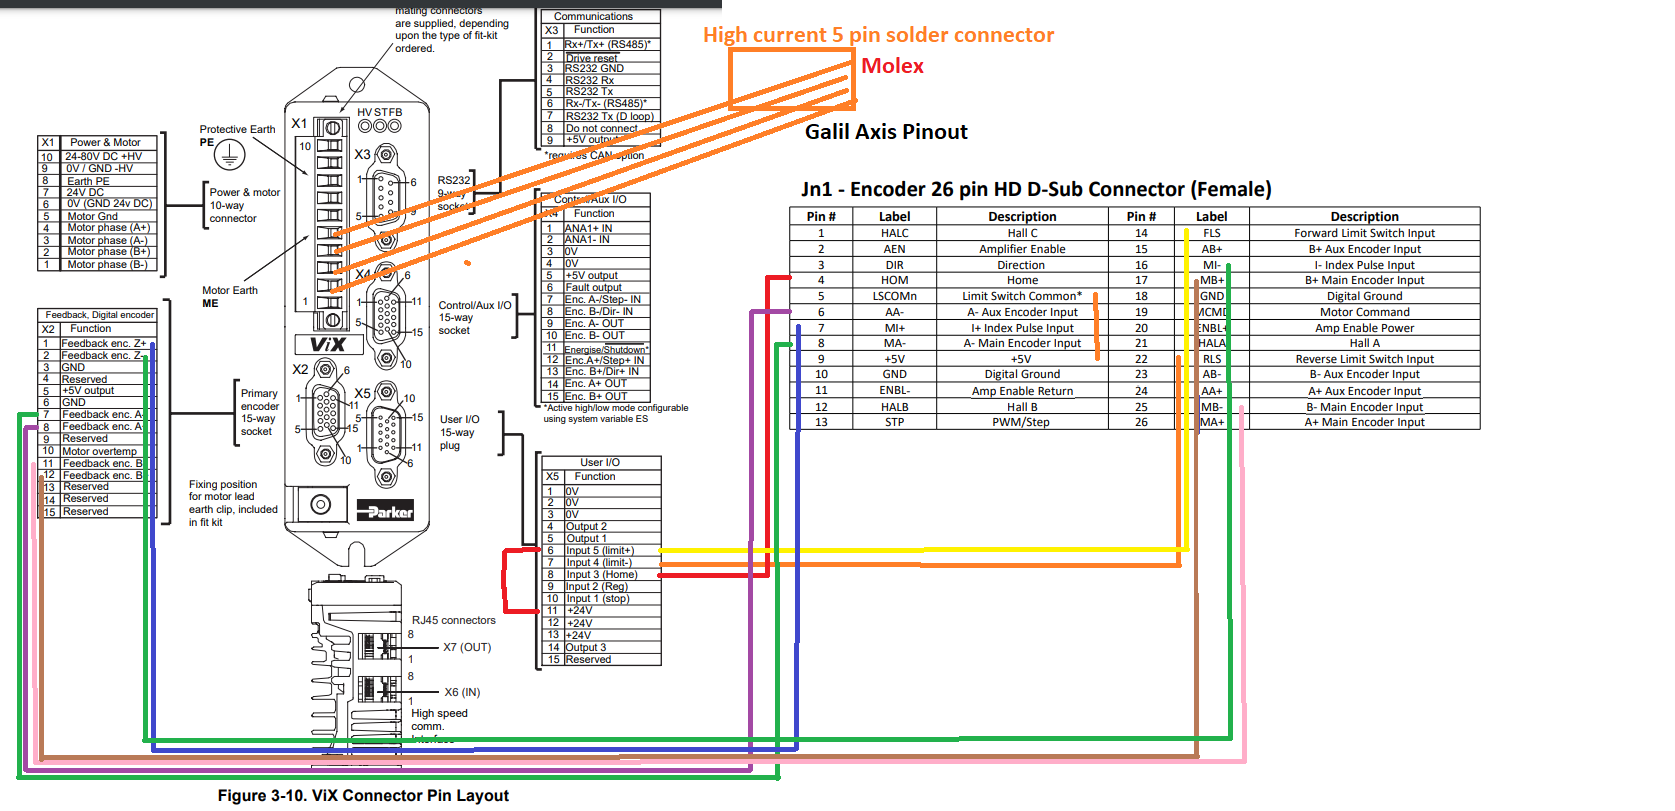 mating connectors
are supplied, depending
upon the type of fit-kit
ordered.
Communications
X3 Function
1 Rx+/Tx+ (RS485)*
2 Drive reset
3 RS232 GND
4 RS232 Rx
5 RS232 Tx
6 Rx-/Tx- (RS485)*
7 RS232 Tx (D loop)
8 Do not connect
9 +5V output
*requires CAN option
High current 5 pin solder connector
Molex
Galil Axis Pinout
HV STFB
X1
10
1
Protective Earth
PE
X1 Power & Motor
10 24-80V DC +HV
9 0V / GND -HV
8 Earth PE
7 24V DC
6 0V (GND 24v DC)
5 Motor Gnd
4 Motor phase (A+)
3 Motor phase (A-)
2 Motor phase (B+)
1 Motor phase (B-)
Power & motor
10-way
connector
Motor Earth
ME
X3
1
6
5
9
RS232
9-way
socket
Control/Aux I/O
X4 Function
1 ANA1+ IN
2 ANA1- IN
3 0V
4 0V
5 +5V output
6 Fault output
7 Enc. A-/Step- IN
8 Enc. B-/Dir- IN
9 Enc. A- OUT
10 Enc. B- OUT
11 Energise/Shutdown*
12 Enc.A+/Step+ IN
13 Enc. B+/Dir+ IN
14 Enc. A+ OUT
15 Enc. B+ OUT
*Active high/low mode configurable
using system variable ES
X4
6
1
11
5
15
10
Control/Aux I/O
15-way
socket
Jn1 - Encoder 26 pin HD D-Sub Connector (Female)
Pin # Label Description Pin # Label Description
1 HALC Hall C 14 FLS Forward Limit Switch Input
2 AEN Amplifier Enable 15 AB+ B+ Aux Encoder Input
3 DIR Direction 16 MI- I- Index Pulse Input
4 HOM Home 17 MB+ B+ Main Encoder Input
5 LSCOMn Limit Switch Common* 18 GND Digital Ground
6 AA- A- Aux Encoder Input 19 MCMD Motor Command
7 MI+ I+ Index Pulse Input 20 ENBL+ Amp Enable Power
8 MA- A- Main Encoder Input 21 HALA Hall A
9 +5V +5V 22 RLS Reverse Limit Switch Input
10 GND Digital Ground 23 AB- B- Aux Encoder Input
11 ENBL- Amp Enable Return 24 AA+ A+ Aux Encoder Input
12 HALB Hall B 25 MB- B- Main Encoder Input
13 STP PWM/Step 26 MA+ A+ Main Encoder Input
Feedback, Digital encoder
X2 Function
1 Feedback enc. Z+
2 Feedback enc. Z-
3 GND
4 Reserved
5 +5V output
6 GND
7 Feedback enc. A-
8 Feedback enc. A
9 Reserved
10 Motor overtemp
11 Feedback enc. B
12 Feedback enc. B
13 Reserved
14 Reserved
15 Reserved
ViX
X2
6
1
11
5
15
10
Primary
encoder
15-way
socket
X5
10
5
15
1
11
6
User I/O
15-way
plug
Fixing position
for motor lead
earth clip, included
in fit kit
Parker
User I/O
X5 Function
1 0V
2 0V
3 0V
4 Output 2
5 Output 1
6 Input 5 (limit+)
7 Input 4 (limit-)
8 Input 3 (Home)
9 Input 2 (Reg)
10 Input 1 (stop)
11 +24V
12 +24V
13 +24V
14 Output 3
15 Reserved
RJ45 connectors
8
X7 (OUT)
1
8
X6 (IN)
1
High speed
comm.
Interface
Figure 3-10. ViX Connector Pin Layout